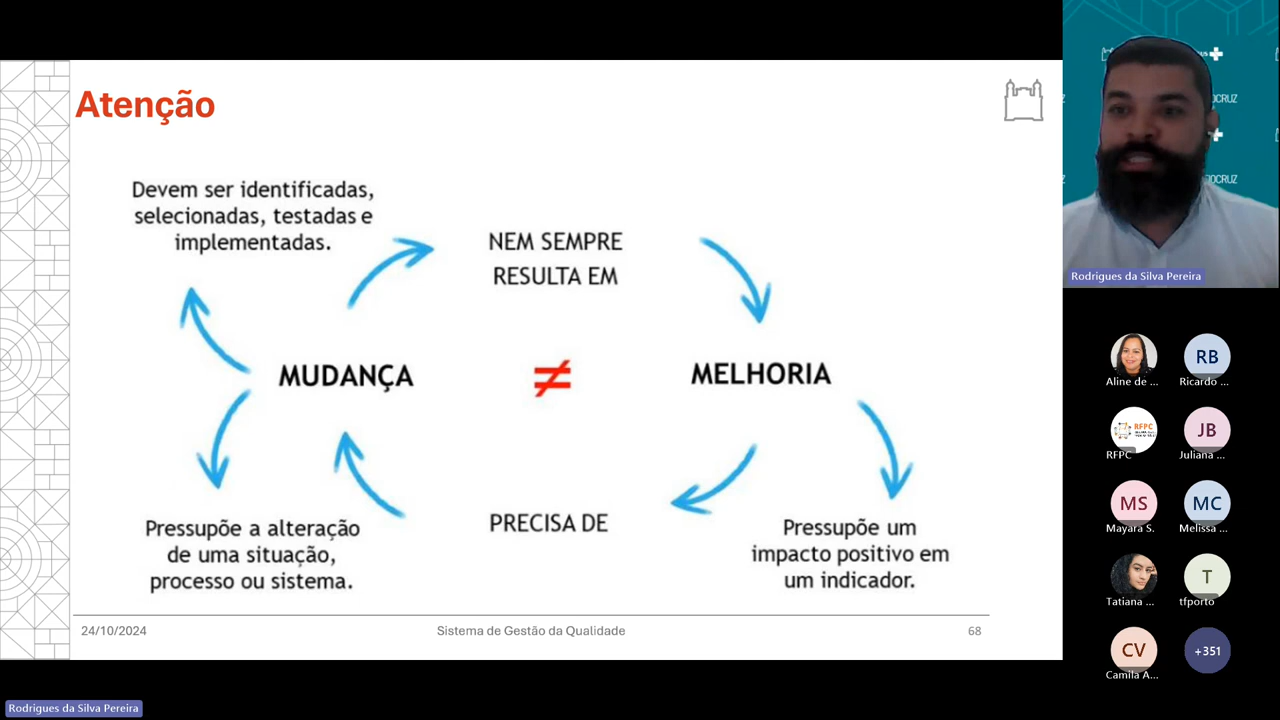 Atenção
Devem ser identificadas,
selecionadas, testadas e
implementadas.
NEM SEMPRE
RESULTA EM
MUDANÇA
≠
MELHORIA
PRECISA DE
Pressupõe a alteração
de uma situação,
processo ou sistema.
Pressupõe um
impacto positivo em
um indicador.
24/10/2024
Sistema de Gestão da Qualidade
68
Rodrigues da Silva Pereira
OCRUZ
OCRUZ
Rodrigues da Silva Pereira
RB
Aline de ...
Ricardo ...
RFPC
JB
RFPC
Juliana ...
MS
MC
Mayara S.
Melissa ...
T
Tatiana ...
tfporto
CV
+351
Camila A...